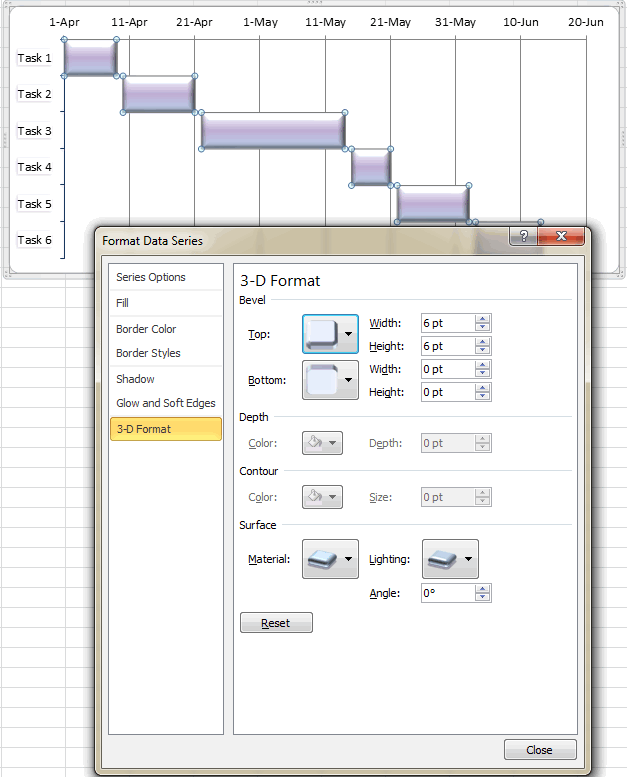 1-Apr 11-Apr 21-Apr 1-May 11-May 21-May 31-May 10-Jun 20-Jun
Task 1
Task 2
Task 3
Task 4
Task 5
Task 6
Format Data Series
?
Series Options
Fill
Border Color
Border Styles
Shadow
Glow and Soft Edges
3-D Format
3-D Format
Bevel
Top:
Width: 6 pt
Height: 6 pt
Bottom:
Width: 0 pt
Height: 0 pt
Depth
Color: Depth: 0 pt
Contour
Color: Size: 0 pt
Surface
Material: Lighting:
Angle: 0°
Reset
Close